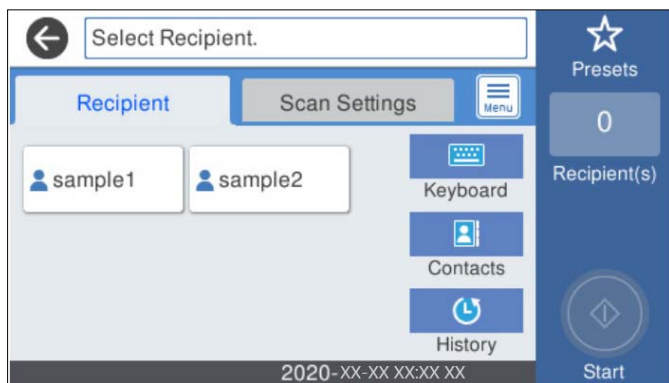 Select Recipient.
Presets
Recipient
Scan Settings
Menu
0
Recipient(s)
sample1
sample2
Keyboard
Contacts
History
2020-XX-XX XX:XX XX
Start